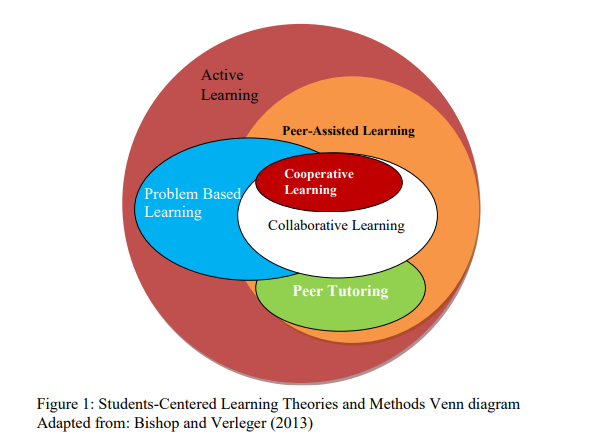 Active
Learning
Peer-Assisted Learning
Cooperative
Learning
Problem Based
Learning
Collaborative Learning
Peer Tutoring
Figure 1: Students-Centered Learning Theories and Methods Venn diagram
Adapted from: Bishop and Verleger (2013)